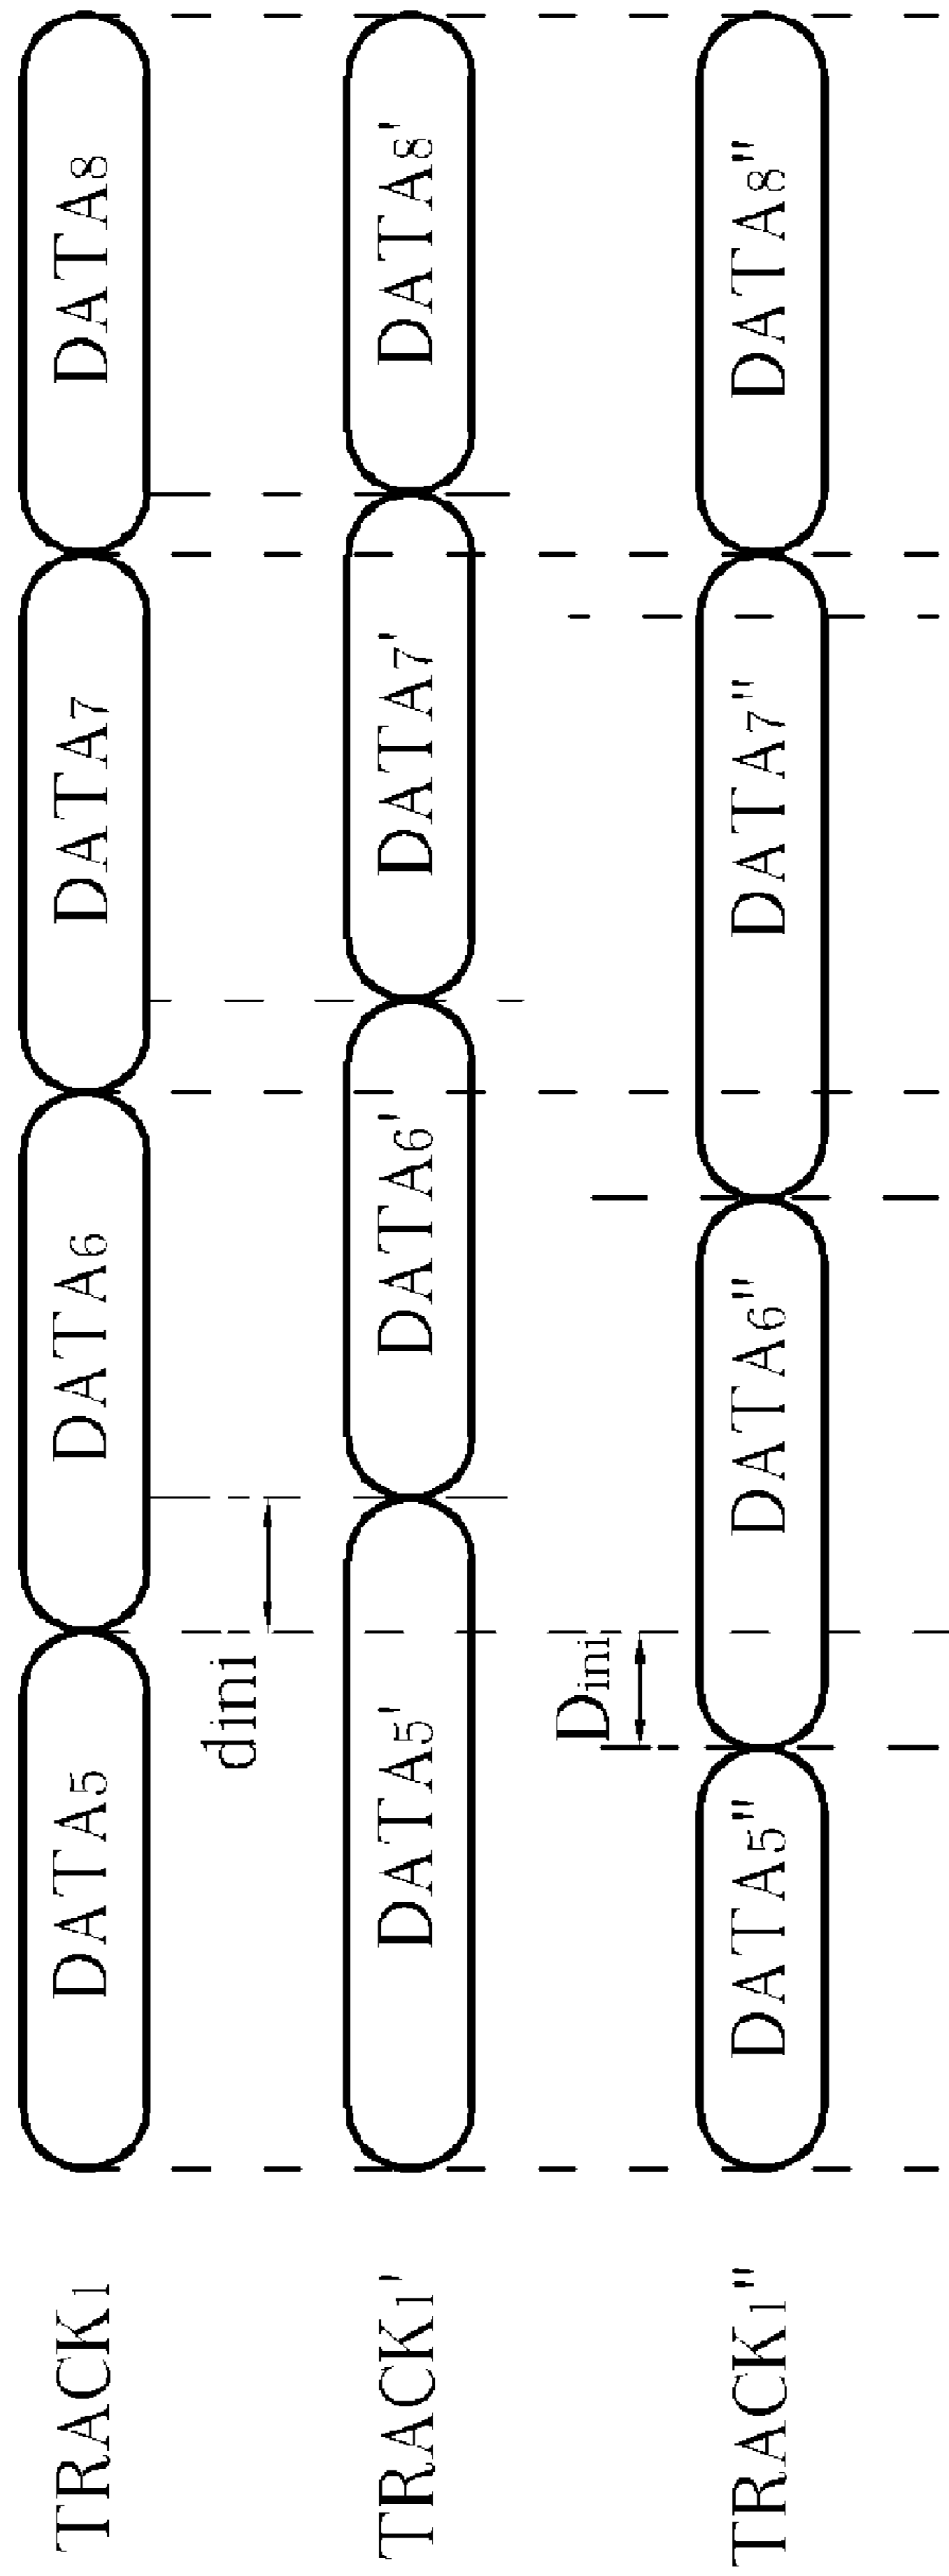 TRACK₁ DATA₅ DATA₆ DATA₇ DATA₈
dini
TRACK₁' DATA₅' DATA₆' DATA₇' DATA₈'
Dᵢₙᵢ
TRACK₁" DATA₅" DATA₆" DATA₇" DATA₈"